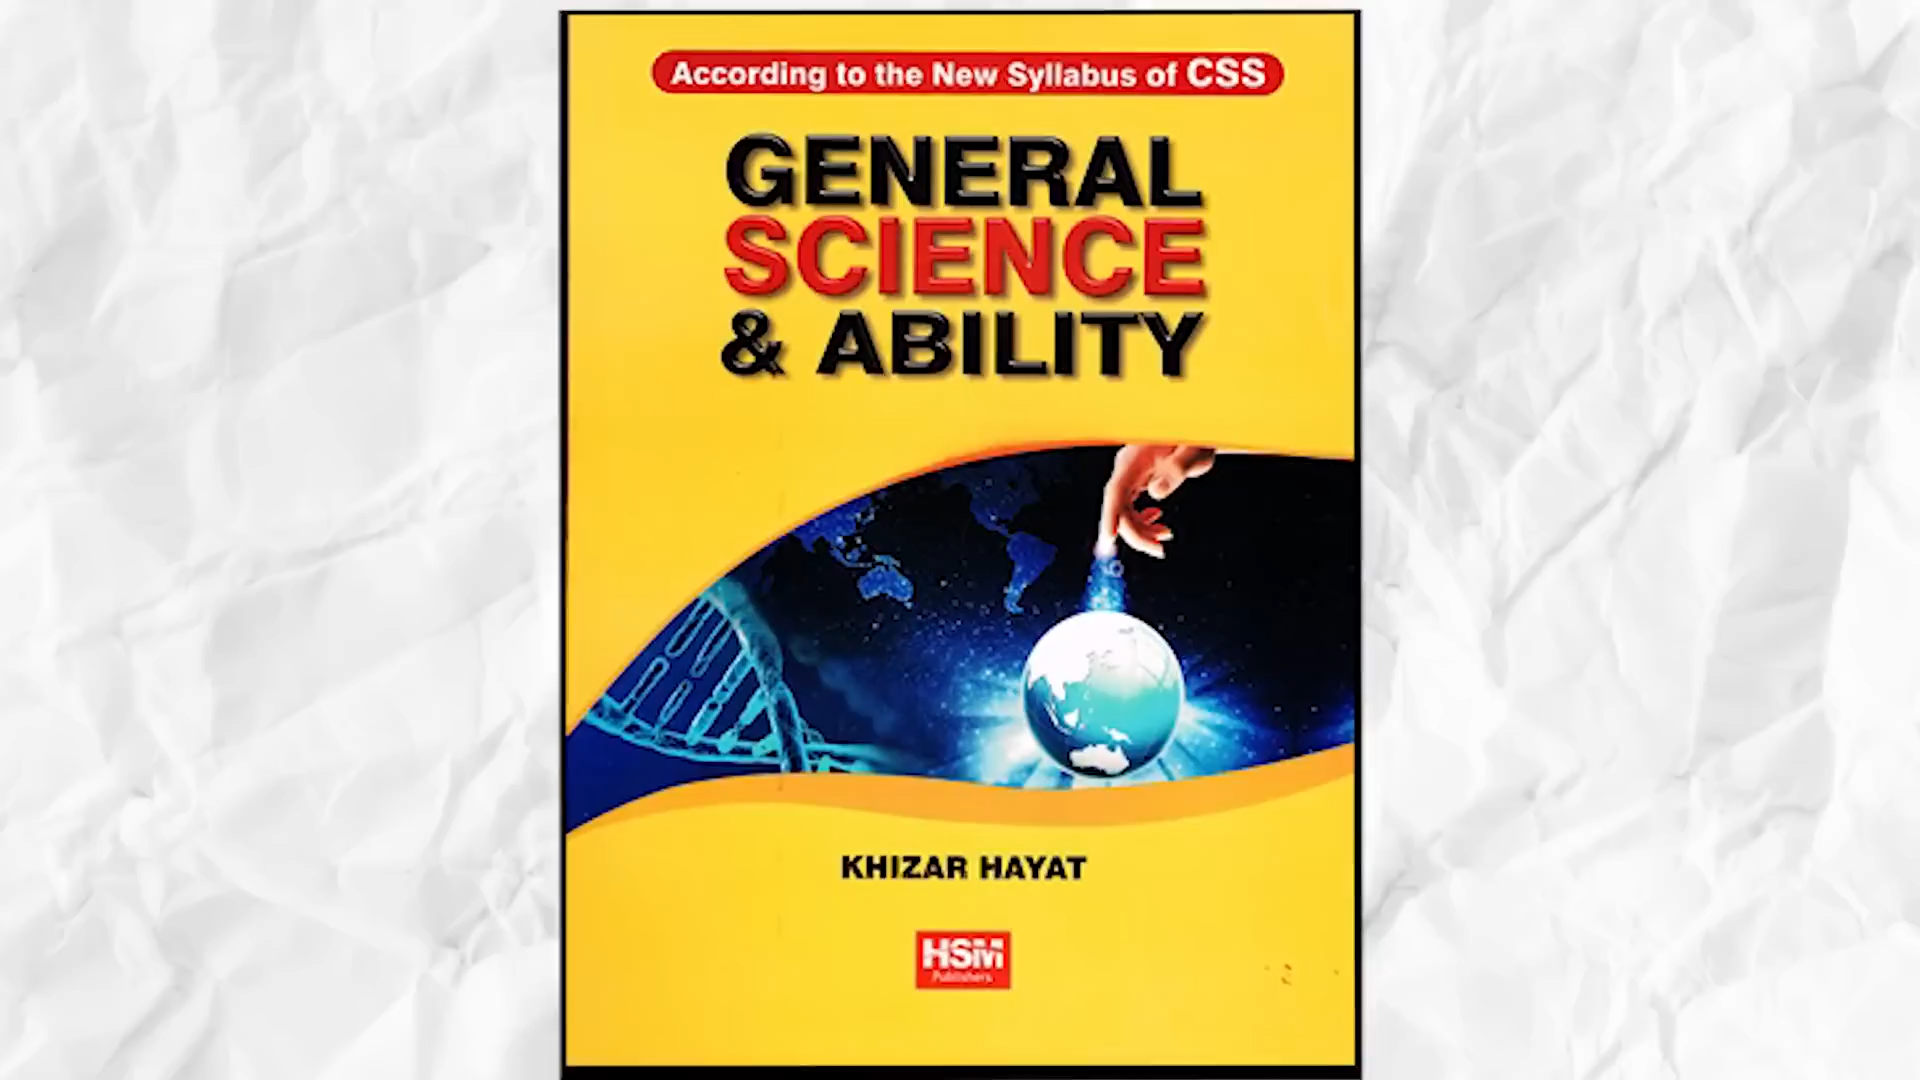 According to the New Syllabus of CSS
GENERAL
SCIENCE
& ABILITY
KHIZAR HAYAT
HSM
Publishers